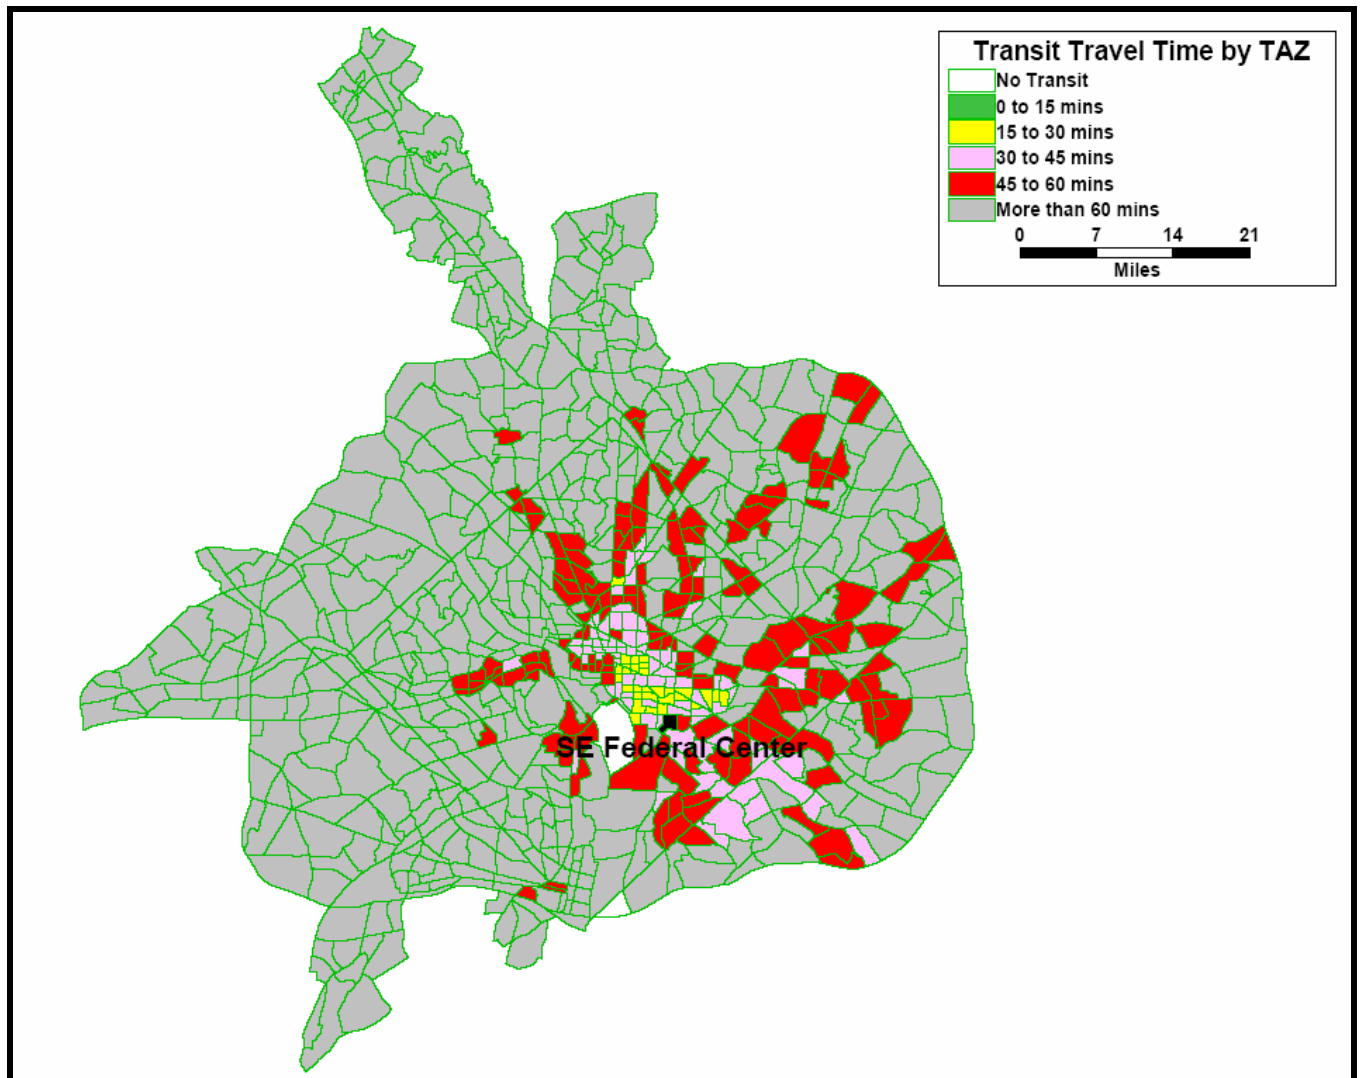 Transit Travel Time by TAZ
No Transit
0 to 15 mins
15 to 30 mins
30 to 45 mins
45 to 60 mins
More than 60 mins
0 7 14 21
Miles
SE Federal Center